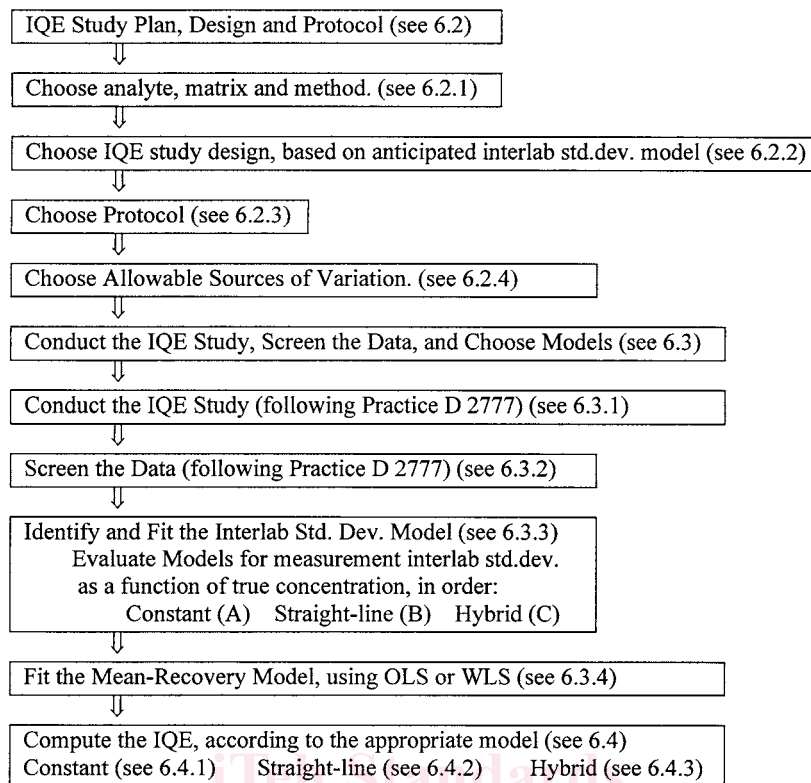 IQE Study Plan, Design and Protocol (see 6.2)
Choose analyte, matrix and method. (see 6.2.1)
Choose IQE study design, based on anticipated interlab std.dev. model (see 6.2.2)
Choose Protocol (see 6.2.3)
Choose Allowable Sources of Variation. (see 6.2.4)
Conduct the IQE Study, Screen the Data, and Choose Models (see 6.3)
Conduct the IQE Study (following Practice D 2777) (see 6.3.1)
Screen the Data (following Practice D 2777) (see 6.3.2)
Identify and Fit the Interlab Std. Dev. Model (see 6.3.3)
Evaluate Models for measurement interlab std.dev.
as a function of true concentration, in order:
Constant (A) Straight-line (B) Hybrid (C)
Fit the Mean-Recovery Model, using OLS or WLS (see 6.3.4)
Compute the IQE, according to the appropriate model (see 6.4)
Constant (see 6.4.1) Straight-line (see 6.4.2) Hybrid (see 6.4.3)
iTeh Standards